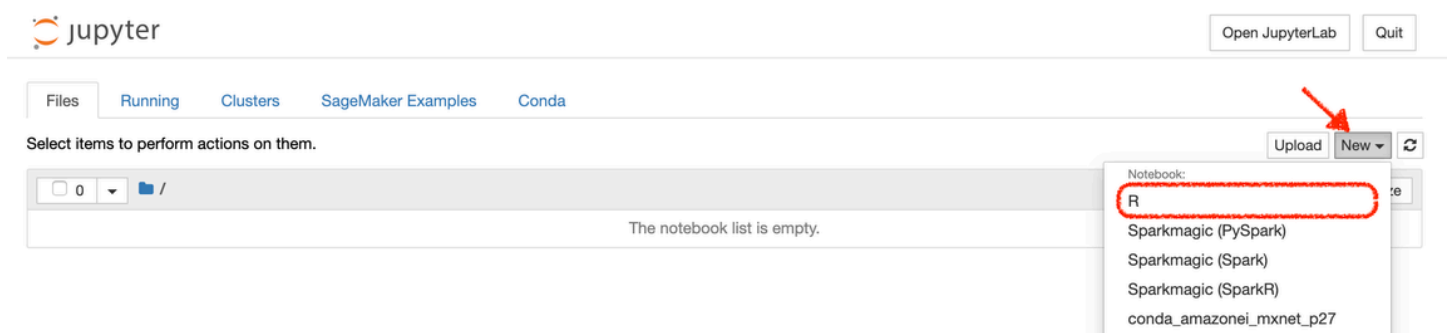 jupyter
Open JupyterLab
Quit
Files
Running
Clusters
SageMaker Examples
Conda
Select items to perform actions on them.
Upload
New
0
/
The notebook list is empty.
Notebook:
R
Sparkmagic (PySpark)
Sparkmagic (Spark)
Sparkmagic (SparkR)
conda_amazonei_mxnet_p27